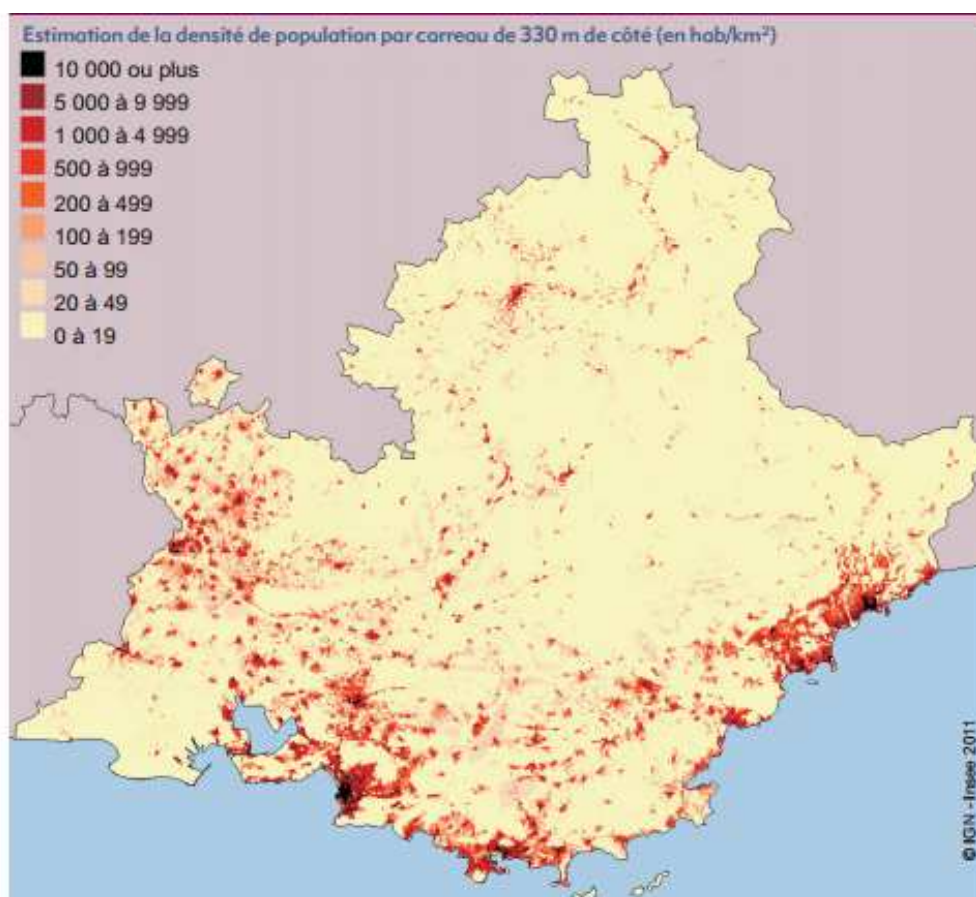 Estimation de la densité de population par carreau de 330 m de côté (en hab/km²)
10 000 ou plus
5 000 à 9 999
1 000 à 4 999
500 à 999
200 à 499
100 à 199
50 à 99
20 à 49
0 à 19
© IGN - Insee 2011